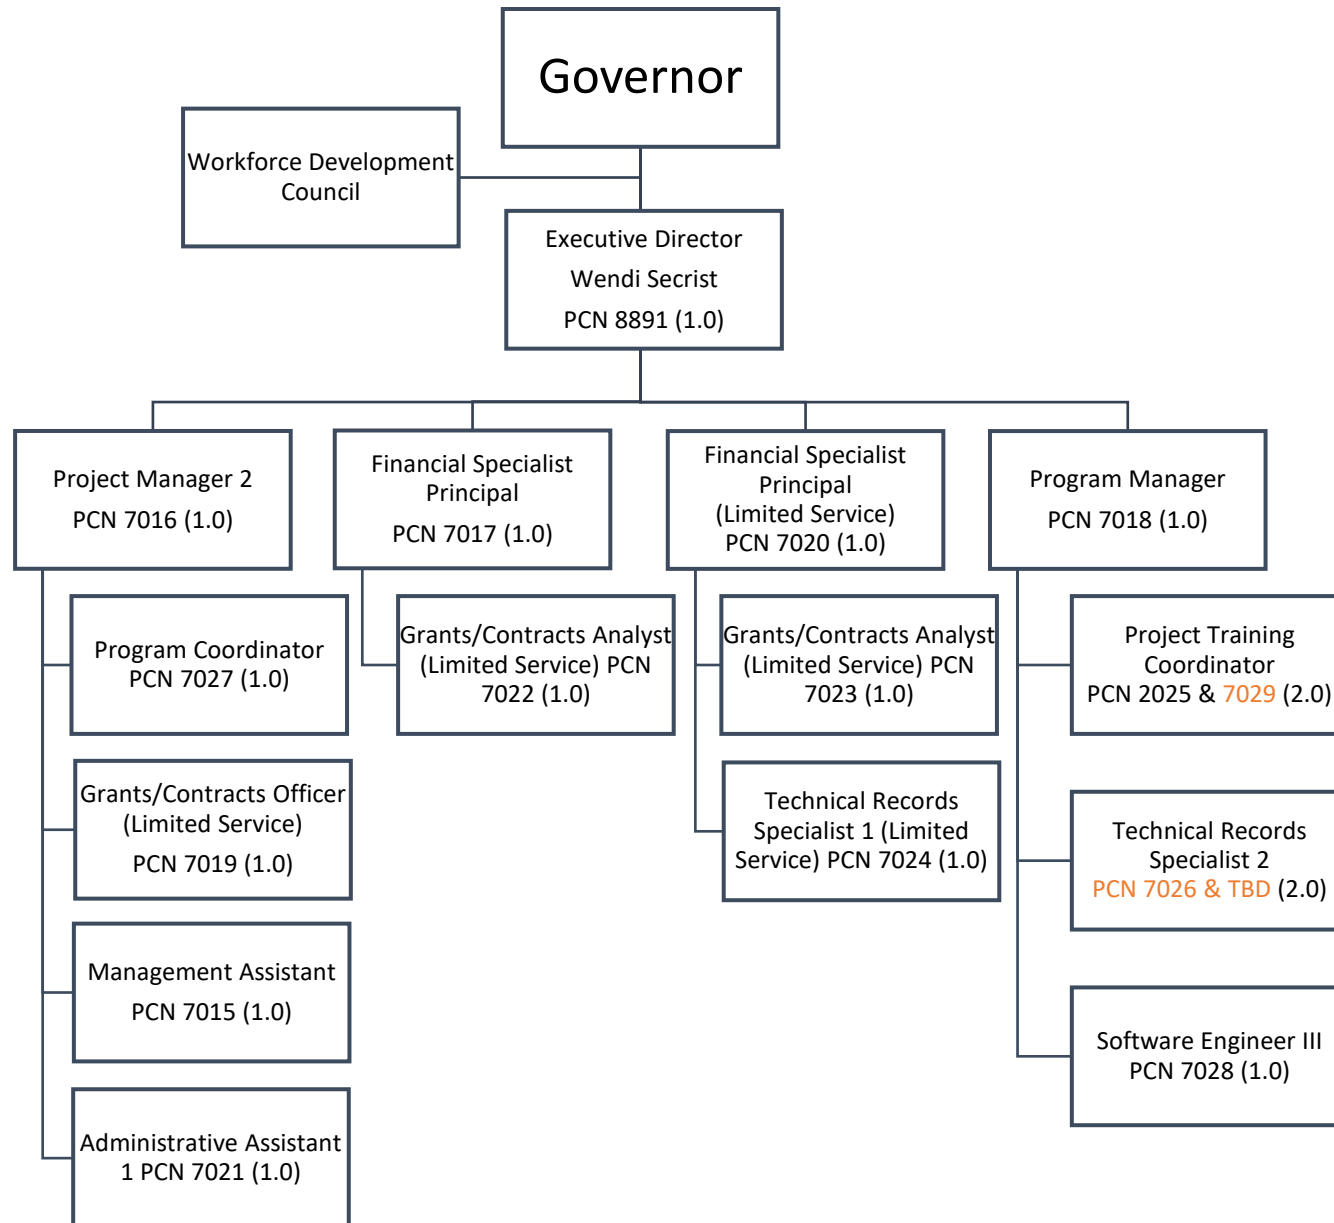 Governor
Workforce Development
Council
Executive Director
Wendi Secrist
PCN 8891 (1.0)
Project Manager 2
PCN 7016 (1.0)
Financial Specialist
Principal
PCN 7017 (1.0)
Financial Specialist
Principal
(Limited Service)
PCN 7020 (1.0)
Program Manager
PCN 7018 (1.0)
Program Coordinator
PCN 7027 (1.0)
Grants/Contracts Officer
(Limited Service)
PCN 7019 (1.0)
Management Assistant
PCN 7015 (1.0)
Administrative Assistant
1 PCN 7021 (1.0)
Grants/Contracts Analyst
(Limited Service) PCN
7022 (1.0)
Grants/Contracts Analyst
(Limited Service) PCN
7023 (1.0)
Technical Records
Specialist 1 (Limited
Service) PCN 7024 (1.0)
Project Training
Coordinator
PCN 2025 & 7029 (2.0)
Technical Records
Specialist 2
PCN 7026 & TBD (2.0)
Software Engineer III
PCN 7028 (1.0)